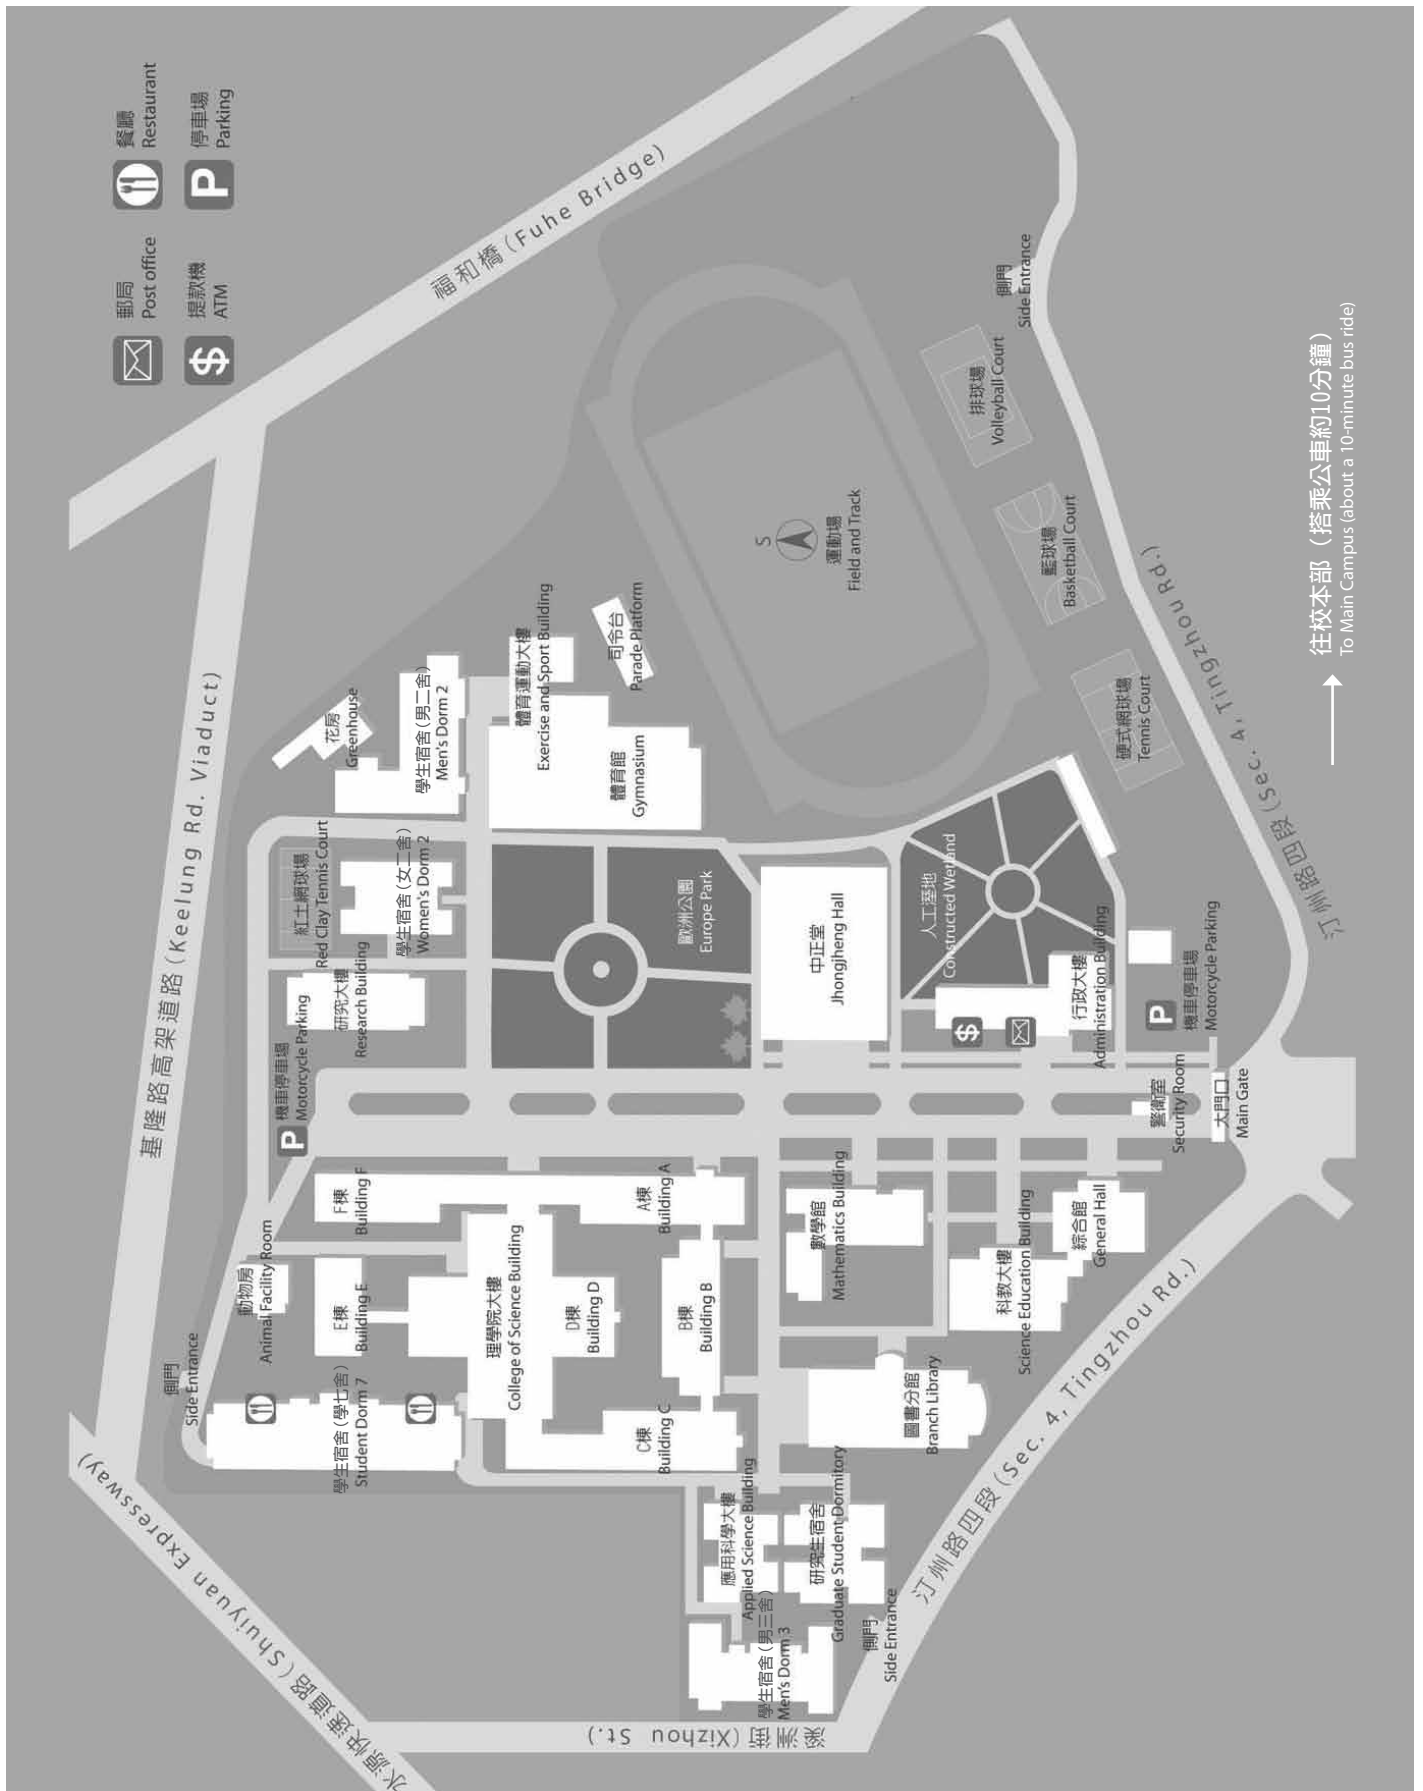 餐廳
Restaurant
停車場
Parking
郵局
Post office
提款機
ATM
P
$
福和橋 (Fuhe Bridge)
基隆路高架道路 (Keelung Rd. Viaduct)
水源快速道路 (Shuiyuan Expressway)
溪洲街 (Xizhou St.)
汀州路四段 (Sec. 4, Tingzhou Rd.)
汀州路四段 (Sec. 4, Tingzhou Rd.)
往校本部（搭乘公車約10分鐘）
To Main Campus (about a 10-minute bus ride)
側門
Side Entrance
排球場
Volleyball Court
籃球場
Basketball Court
硬式網球場
Tennis Court
S
運動場
Field and Track
司令台
Parade Platform
體育運動大樓
Exercise and Sport Building
體育館
Gymnasium
花房
Greenhouse
學生宿舍(男二舍)
Men's Dorm 2
紅土網球場
Red Clay Tennis Court
學生宿舍(女二舍)
Women's Dorm 2
研究大樓
Research Building
P
機車停車場
Motorcycle Parking
歐洲公園
Europe Park
中正堂
Jhongjheng Hall
人工溼地
Constructed Wetland
$
行政大樓
Administration Building
P
機車停車場
Motorcycle Parking
警衛室
Security Room
大門口
Main Gate
F棟
Building F
A棟
Building A
動物房
Animal Facility Room
E棟
Building E
理學院大樓
College of Science Building
D棟
Building D
B棟
Building B
C棟
Building C
數學館
Mathematics Building
科教大樓
Science Education Building
綜合館
General Hall
圖書分館
Branch Library
側門
Side Entrance
學生宿舍(學七舍)
Student Dorm 7
應用科學大樓
Applied Science Building
研究生宿舍
Graduate Student Dormitory
學生宿舍(男三舍)
Men's Dorm 3
側門
Side Entrance